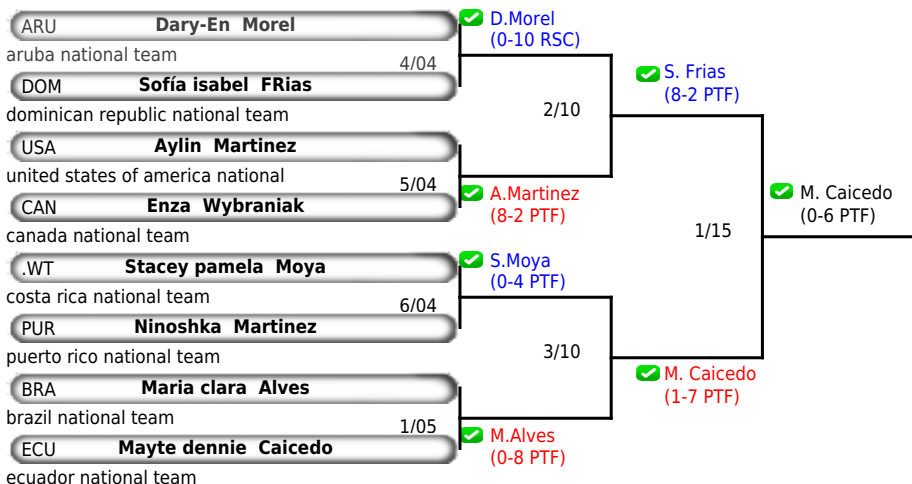 ARU Dary-En Morel
aruba national team
4/04
DOM Sofía isabel FRias
dominican republic national team
USA Aylin Martinez
united states of america national
5/04
CAN Enza Wybraniak
canada national team
.WT Stacey pamela Moya
costa rica national team
6/04
PUR Ninoshka Martinez
puerto rico national team
BRA Maria clara Alves
brazil national team
1/05
ECU Mayte dennie Caicedo
ecuador national team
D.Morel
(0-10 RSC)
2/10
A.Martinez
(8-2 PTF)
S.Moya
(0-4 PTF)
3/10
M.Alves
(0-8 PTF)
S. Frias
(8-2 PTF)
1/15
M. Caicedo
(1-7 PTF)
M. Caicedo
(0-6 PTF)